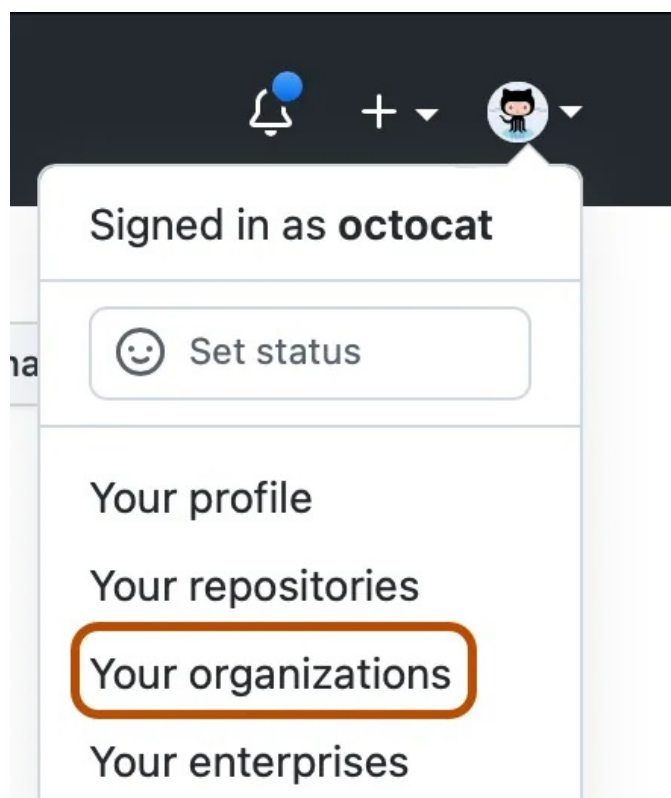 Signed in as octocat
Set status
Your profile
Your repositories
Your organizations
Your enterprises